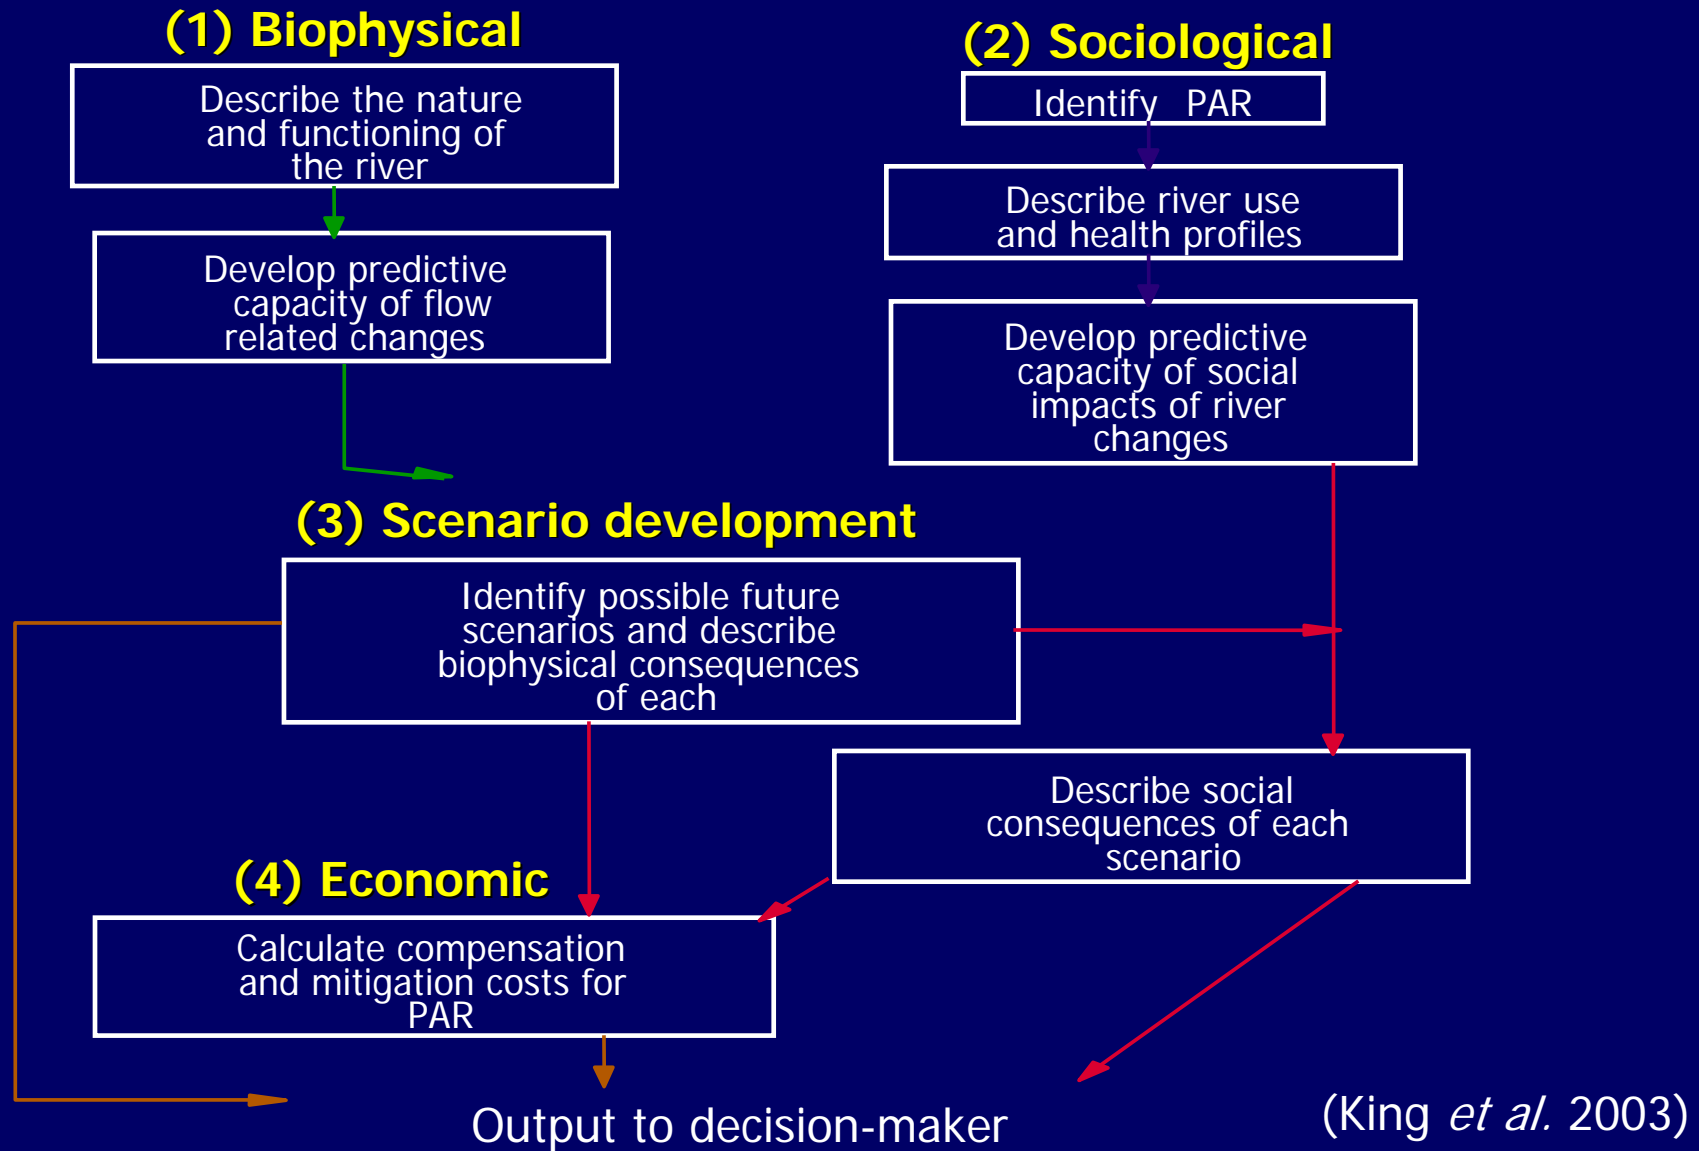 (1) Biophysical
Describe the nature
and functioning of
the river
Develop predictive
capacity of flow
related changes
(2) Sociological
Identify PAR
Describe river use
and health profiles
Develop predictive
capacity of social
impacts of river
changes
(3) Scenario development
Identify possible future
scenarios and describe
biophysical consequences
of each
Describe social
consequences of each
scenario
(4) Economic
Calculate compensation
and mitigation costs for
PAR
Output to decision-maker
(King et al. 2003)